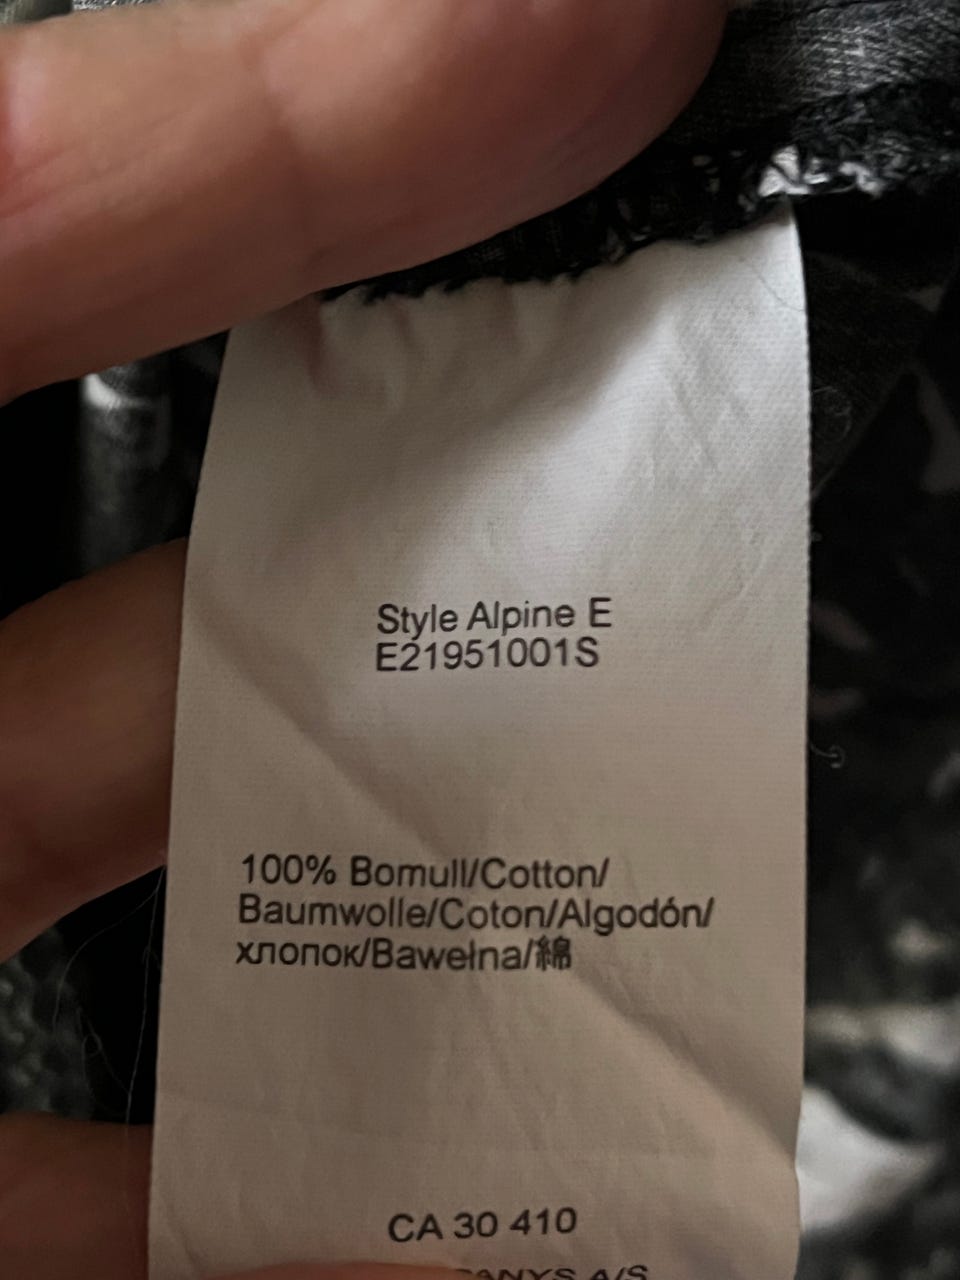 Style Alpine E
E21951001S
100% Bomull/Cotton/
Baumwolle/Coton/Algodón/
хлопок/Bawełna/綿
CA 30 410
A/S